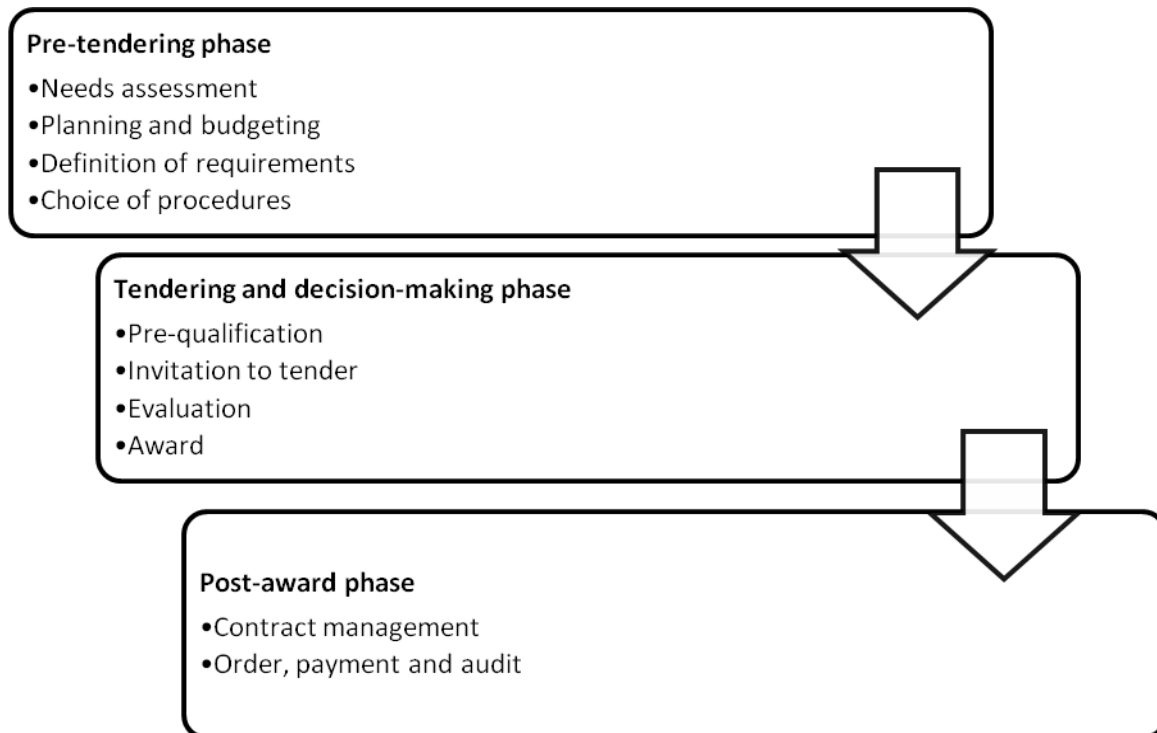 Pre-tendering phase
•Needs assessment
•Planning and budgeting
•Definition of requirements
•Choice of procedures
Tendering and decision-making phase
•Pre-qualification
•Invitation to tender
•Evaluation
•Award
Post-award phase
•Contract management
•Order, payment and audit